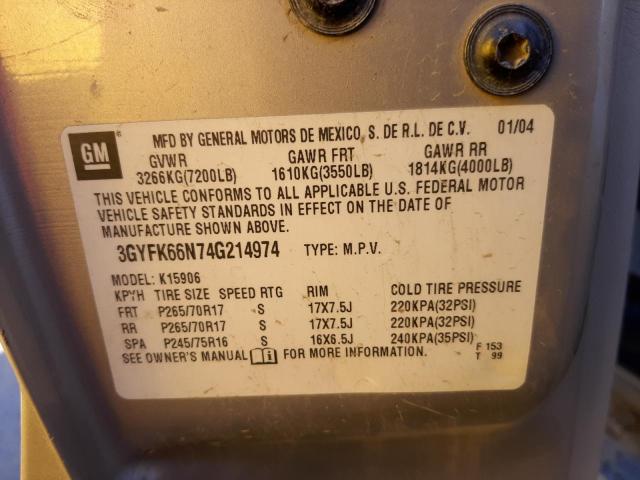 GM
®
MFD BY GENERAL MOTORS DE MEXICO, S. DE R.L. DE C.V. 01/04
GVWR GAWR FRT GAWR RR
3266KG(7200LB) 1610KG(3550LB) 1814KG(4000LB)
THIS VEHICLE CONFORMS TO ALL APPLICABLE U.S. FEDERAL MOTOR
VEHICLE SAFETY STANDARDS IN EFFECT ON THE DATE OF
MANUFACTURE SHOWN ABOVE.
3GYFK66N74G214974 TYPE: M.P.V.
MODEL: K15906
KPYH TIRE SIZE SPEED RTG RIM COLD TIRE PRESSURE
FRT P265/70R17 S 17X7.5J 220KPA(32PSI)
RR P265/70R17 S 17X7.5J 220KPA(32PSI)
SPA P245/75R16 S 16X6.5J 240KPA(35PSI)
SEE OWNER'S MANUAL FOR MORE INFORMATION.
F 153
T 99